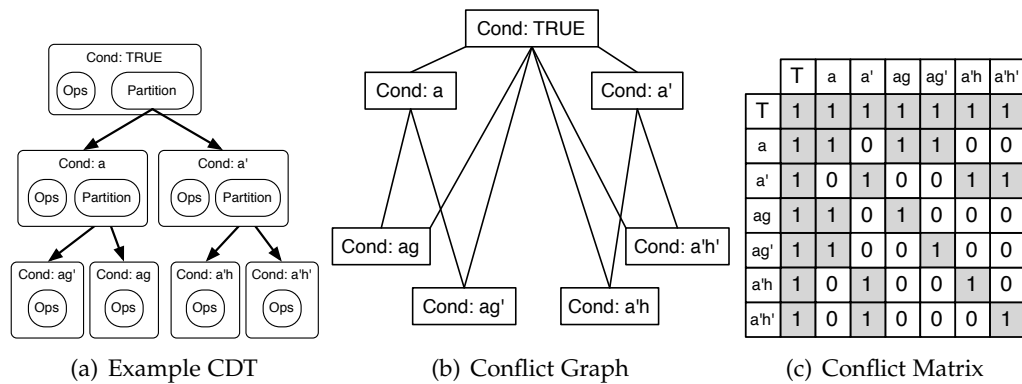 Cond: TRUE
Ops
Partition
Cond: a
Ops
Partition
Cond: a'
Ops
Partition
Cond: ag'
Ops
Cond: ag
Ops
Cond: a'h
Ops
Cond: a'h'
Ops
(a) Example CDT
Cond: TRUE
Cond: a
Cond: a'
Cond: ag
Cond: a'h'
Cond: ag'
Cond: a'h
(b) Conflict Graph
T a a' ag ag' a'h a'h'
T 1 1 1 1 1 1 1
a 1 1 0 1 1 0 0
a' 1 0 1 0 0 1 1
ag 1 1 0 1 0 0 0
ag' 1 1 0 0 1 0 0
a'h 1 0 1 0 0 1 0
a'h' 1 0 1 0 0 0 1
(c) Conflict Matrix